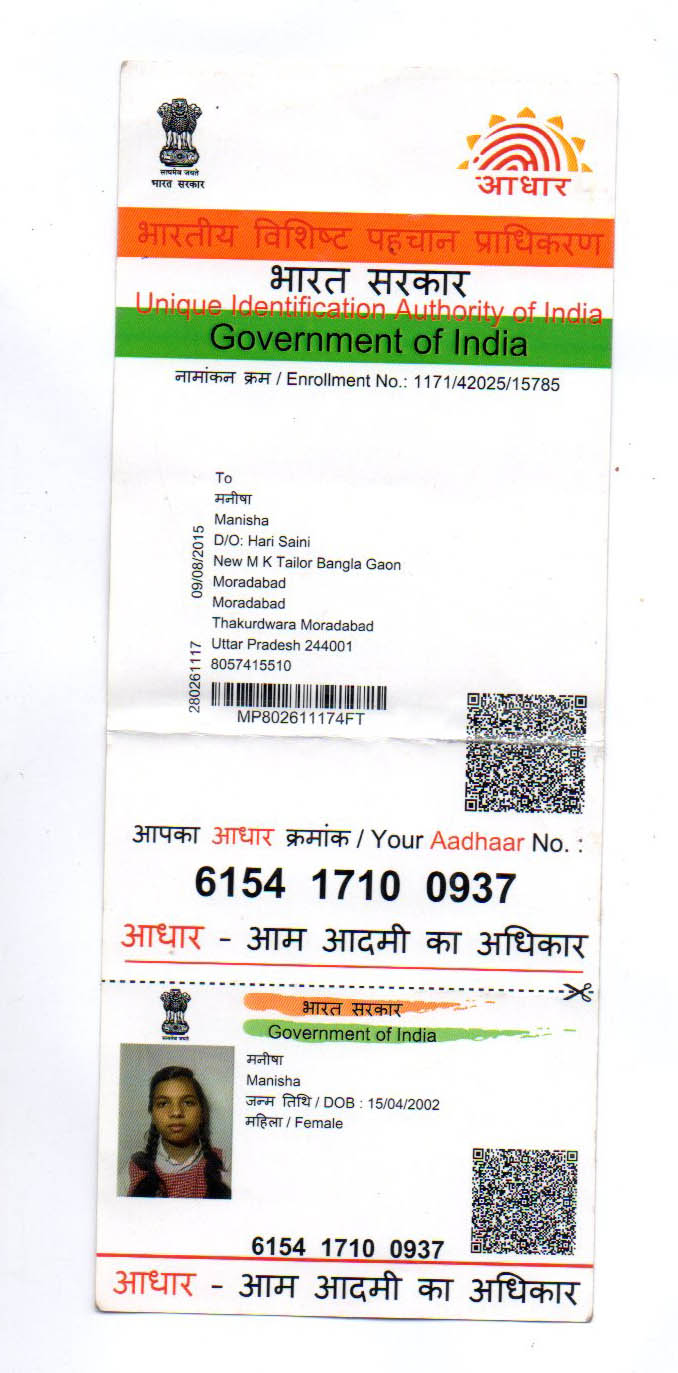 सत्यमेव जयते
भारत सरकार
आधार
भारतीय विशिष्ट पहचान प्राधिकरण
भारत सरकार
Unique Identification Authority of India
Government of India
नामांकन क्रम / Enrollment No.: 1171/42025/15785
To
मनीषा
Manisha
D/O: Hari Saini
New M K Tailor Bangla Gaon
Moradabad
Moradabad
Thakurdwara Moradabad
Uttar Pradesh 244001
8057415510
09/08/2015
280261117
MP802611174FT
आपका आधार क्रमांक / Your Aadhaar No. :
6154 1710 0937
आधार - आम आदमी का अधिकार
सत्यमेव जयते
भारत सरकार
Government of India
मनीषा
Manisha
जन्म तिथि / DOB : 15/04/2002
महिला / Female
6154 1710 0937
आधार - आम आदमी का अधिकार